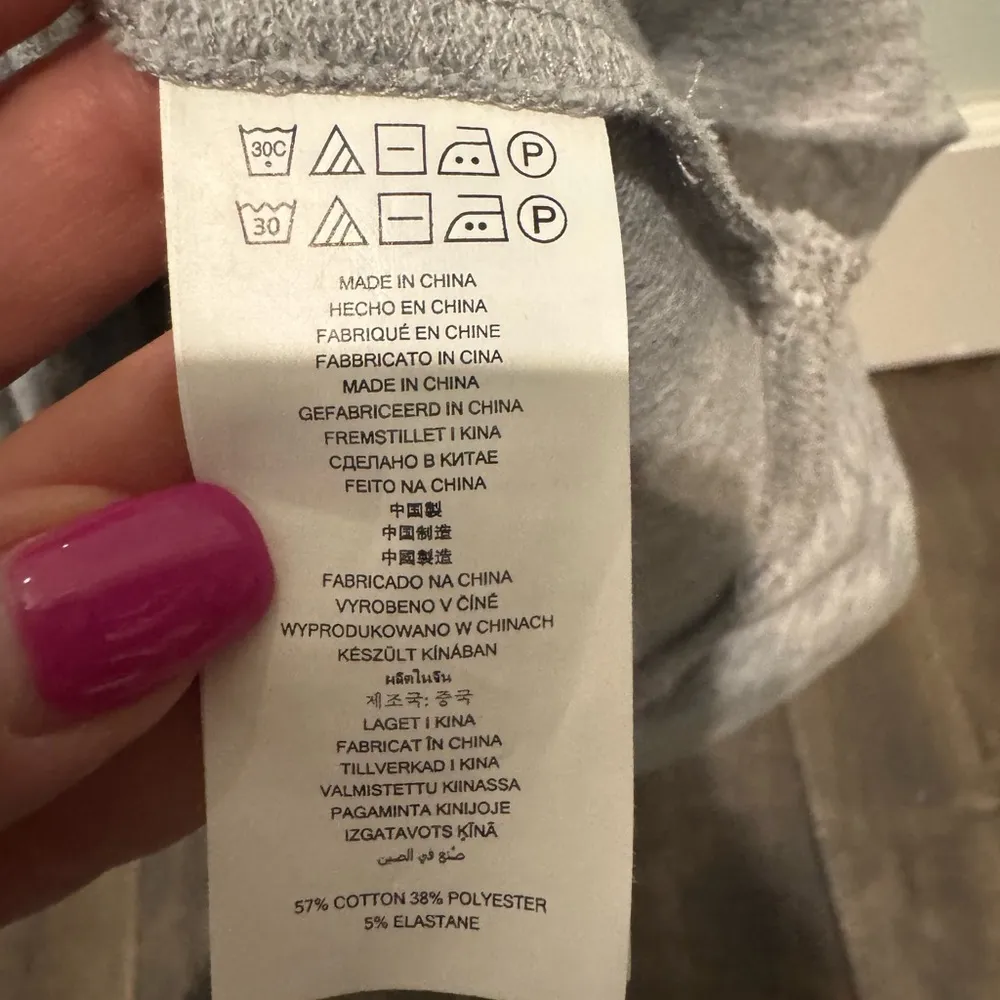 30C P
30 P
MADE IN CHINA
HECHO EN CHINA
FABRIQUÉ EN CHINE
FABBRICATO IN CINA
MADE IN CHINA
GEFABRICEERD IN CHINA
FREMSTILLET I KINA
СДЕЛАНО В КИТАЕ
FEITO NA CHINA
中国製
中国制造
中國製造
FABRICADO NA CHINA
VYROBENO V ČÍNĚ
WYPRODUKOWANO W CHINACH
KÉSZÜLT KÍNÁBAN
ผลิตในจีน
제조국: 중국
LAGET I KINA
FABRICAT ÎN CHINA
TILLVERKAD I KINA
VALMISTETTU KIINASSA
PAGAMINTA KINIJOJE
IZGATAVOTS ĶĪNĀ
صُنع في الصين
57% COTTON 38% POLYESTER
5% ELASTANE